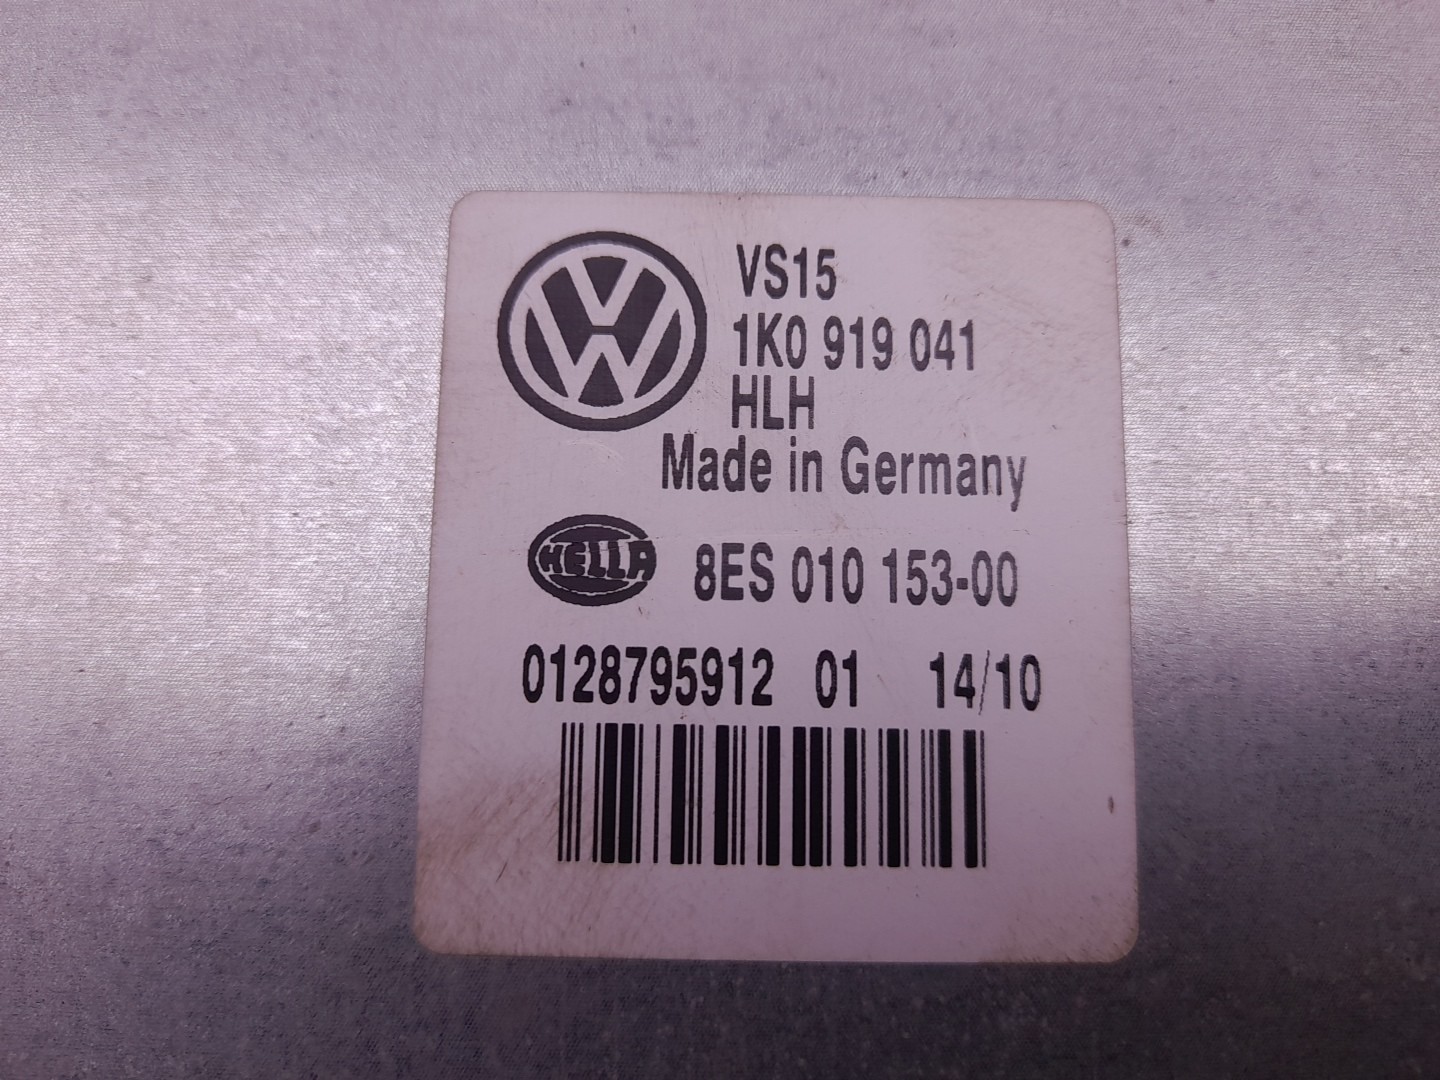 VS15
1K0 919 041
HLH
Made in Germany
HELLA 8ES 010 153-00
0128795912 01 14/10